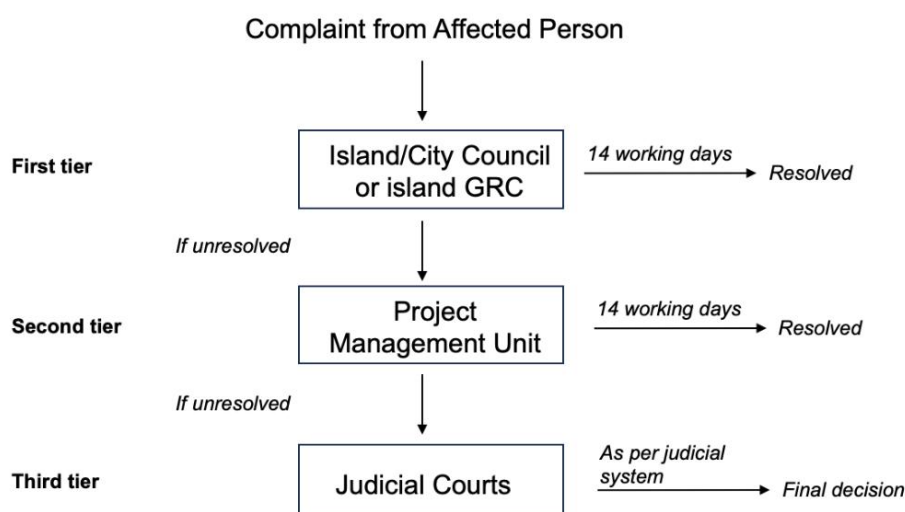 Complaint from Affected Person
First tier
Island/City Council
or island GRC
14 working days
Resolved
If unresolved
Second tier
Project
Management Unit
14 working days
Resolved
If unresolved
Third tier
Judicial Courts
As per judicial
system
Final decision